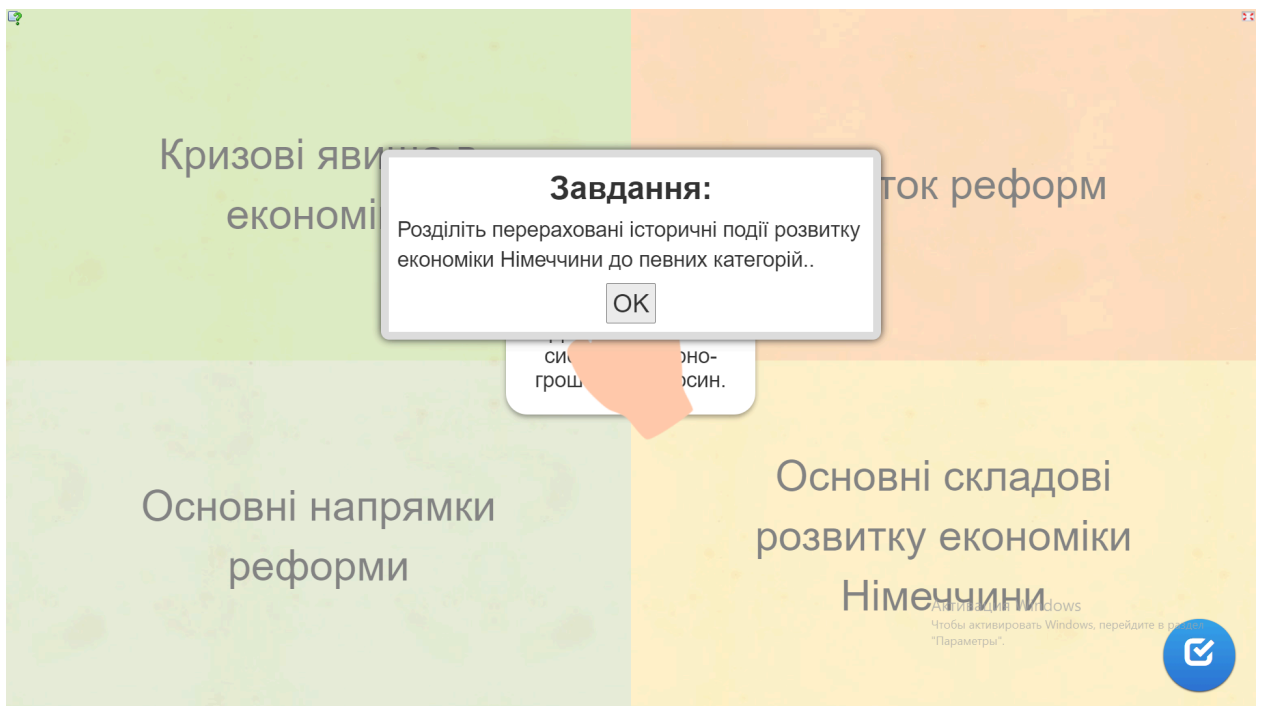 Кризові
економі
ток реформ
Завдання:
Розділіть перераховані історичні події розвитку
економіки Німеччини до певних категорій..
OK
Основні напрямки
реформи
Основні складові
розвитку економіки
Німеччини
Активация Windows
Чтобы активировать Windows, перейдите в раздел
"Параметры".